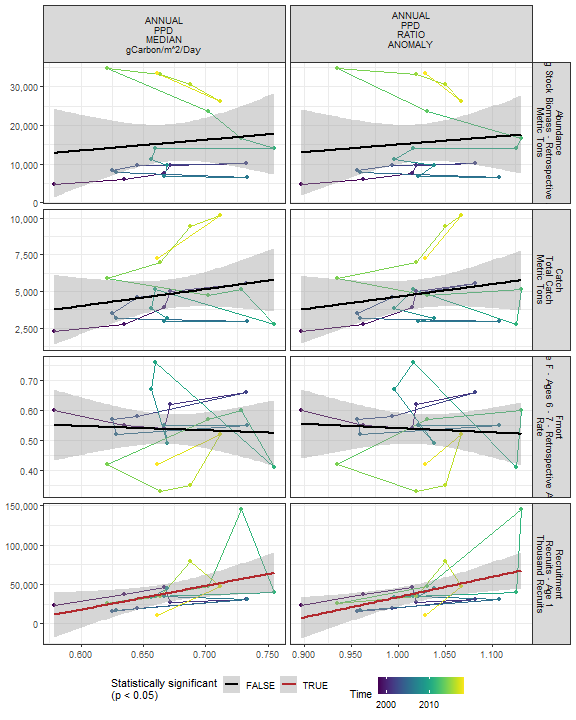 ANNUAL
PPD
MEDIAN
gCarbon/m^2/Day
ANNUAL
PPD
RATIO
ANOMALY
30,000
20,000
10,000
0
Abundance
Stock Biomass - Retrospective
Metric Tons
10,000
7,500
5,000
2,500
Catch
Total Catch
Metric Tons
0.70
0.60
0.50
0.40
Fmort
F - Ages 6 - 7 - Retrospective
Rate
150,000
100,000
50,000
0
Recruitment
Recruits - Age 1
Thousand Recruits
0.600
0.650
0.700
0.750
0.900
0.950
1.000
1.050
1.100
Statistically significant
(p < 0.05)
FALSE
TRUE
Time
2000
2010